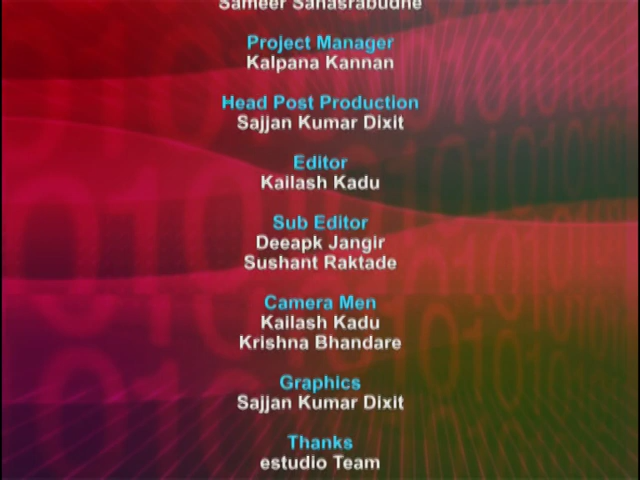 Sameer Sahasrabudhe
Project Manager
Kalpana Kannan
Head Post Production
Sajjan Kumar Dixit
Editor
Kailash Kadu
Sub Editor
Deeapk Jangir
Sushant Raktade
Camera Men
Kailash Kadu
Krishna Bhandare
Graphics
Sajjan Kumar Dixit
Thanks
estudio Team